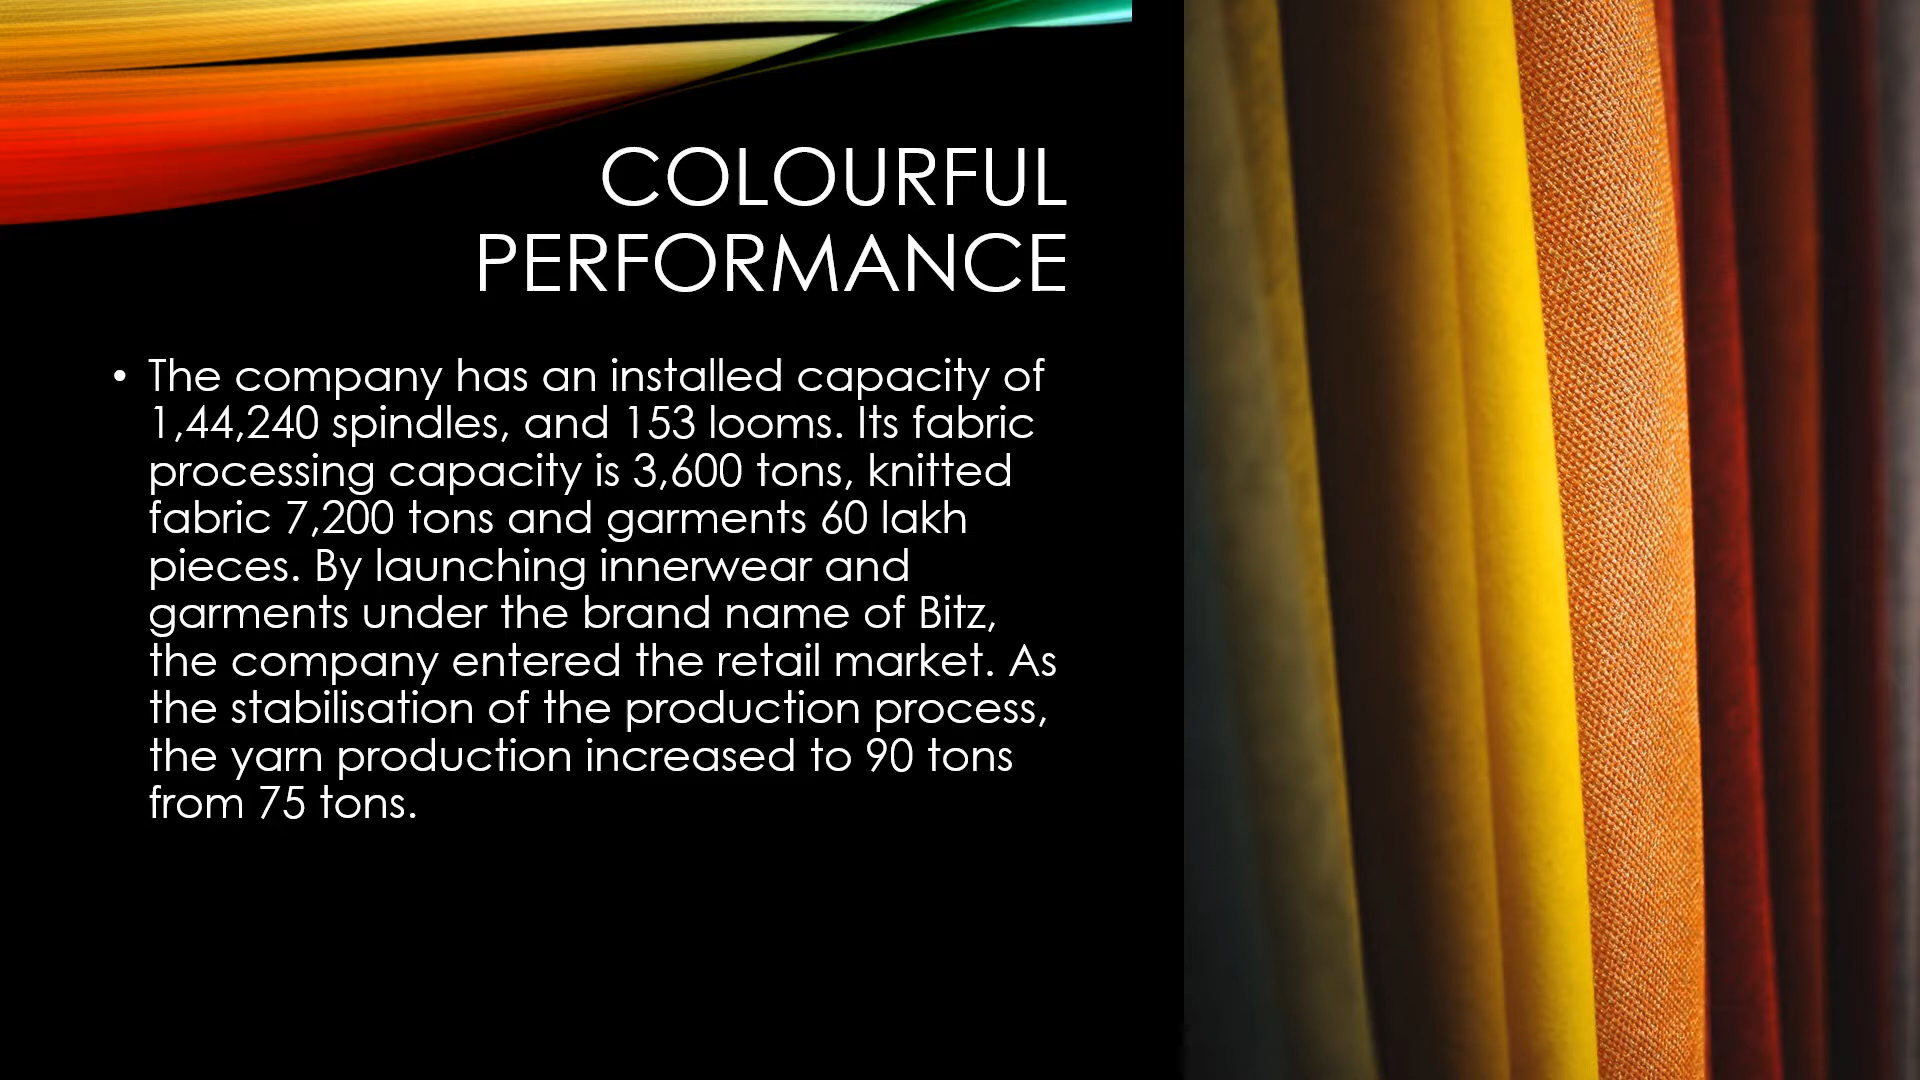 COLOURFUL
PERFORMANCE
• The company has an installed capacity of
1,44,240 spindles, and 153 looms. Its fabric
processing capacity is 3,600 tons, knitted
fabric 7,200 tons and garments 60 lakh
pieces. By launching innerwear and
garments under the brand name of Bitz,
the company entered the retail market. As
the stabilisation of the production process,
the yarn production increased to 90 tons
from 75 tons.